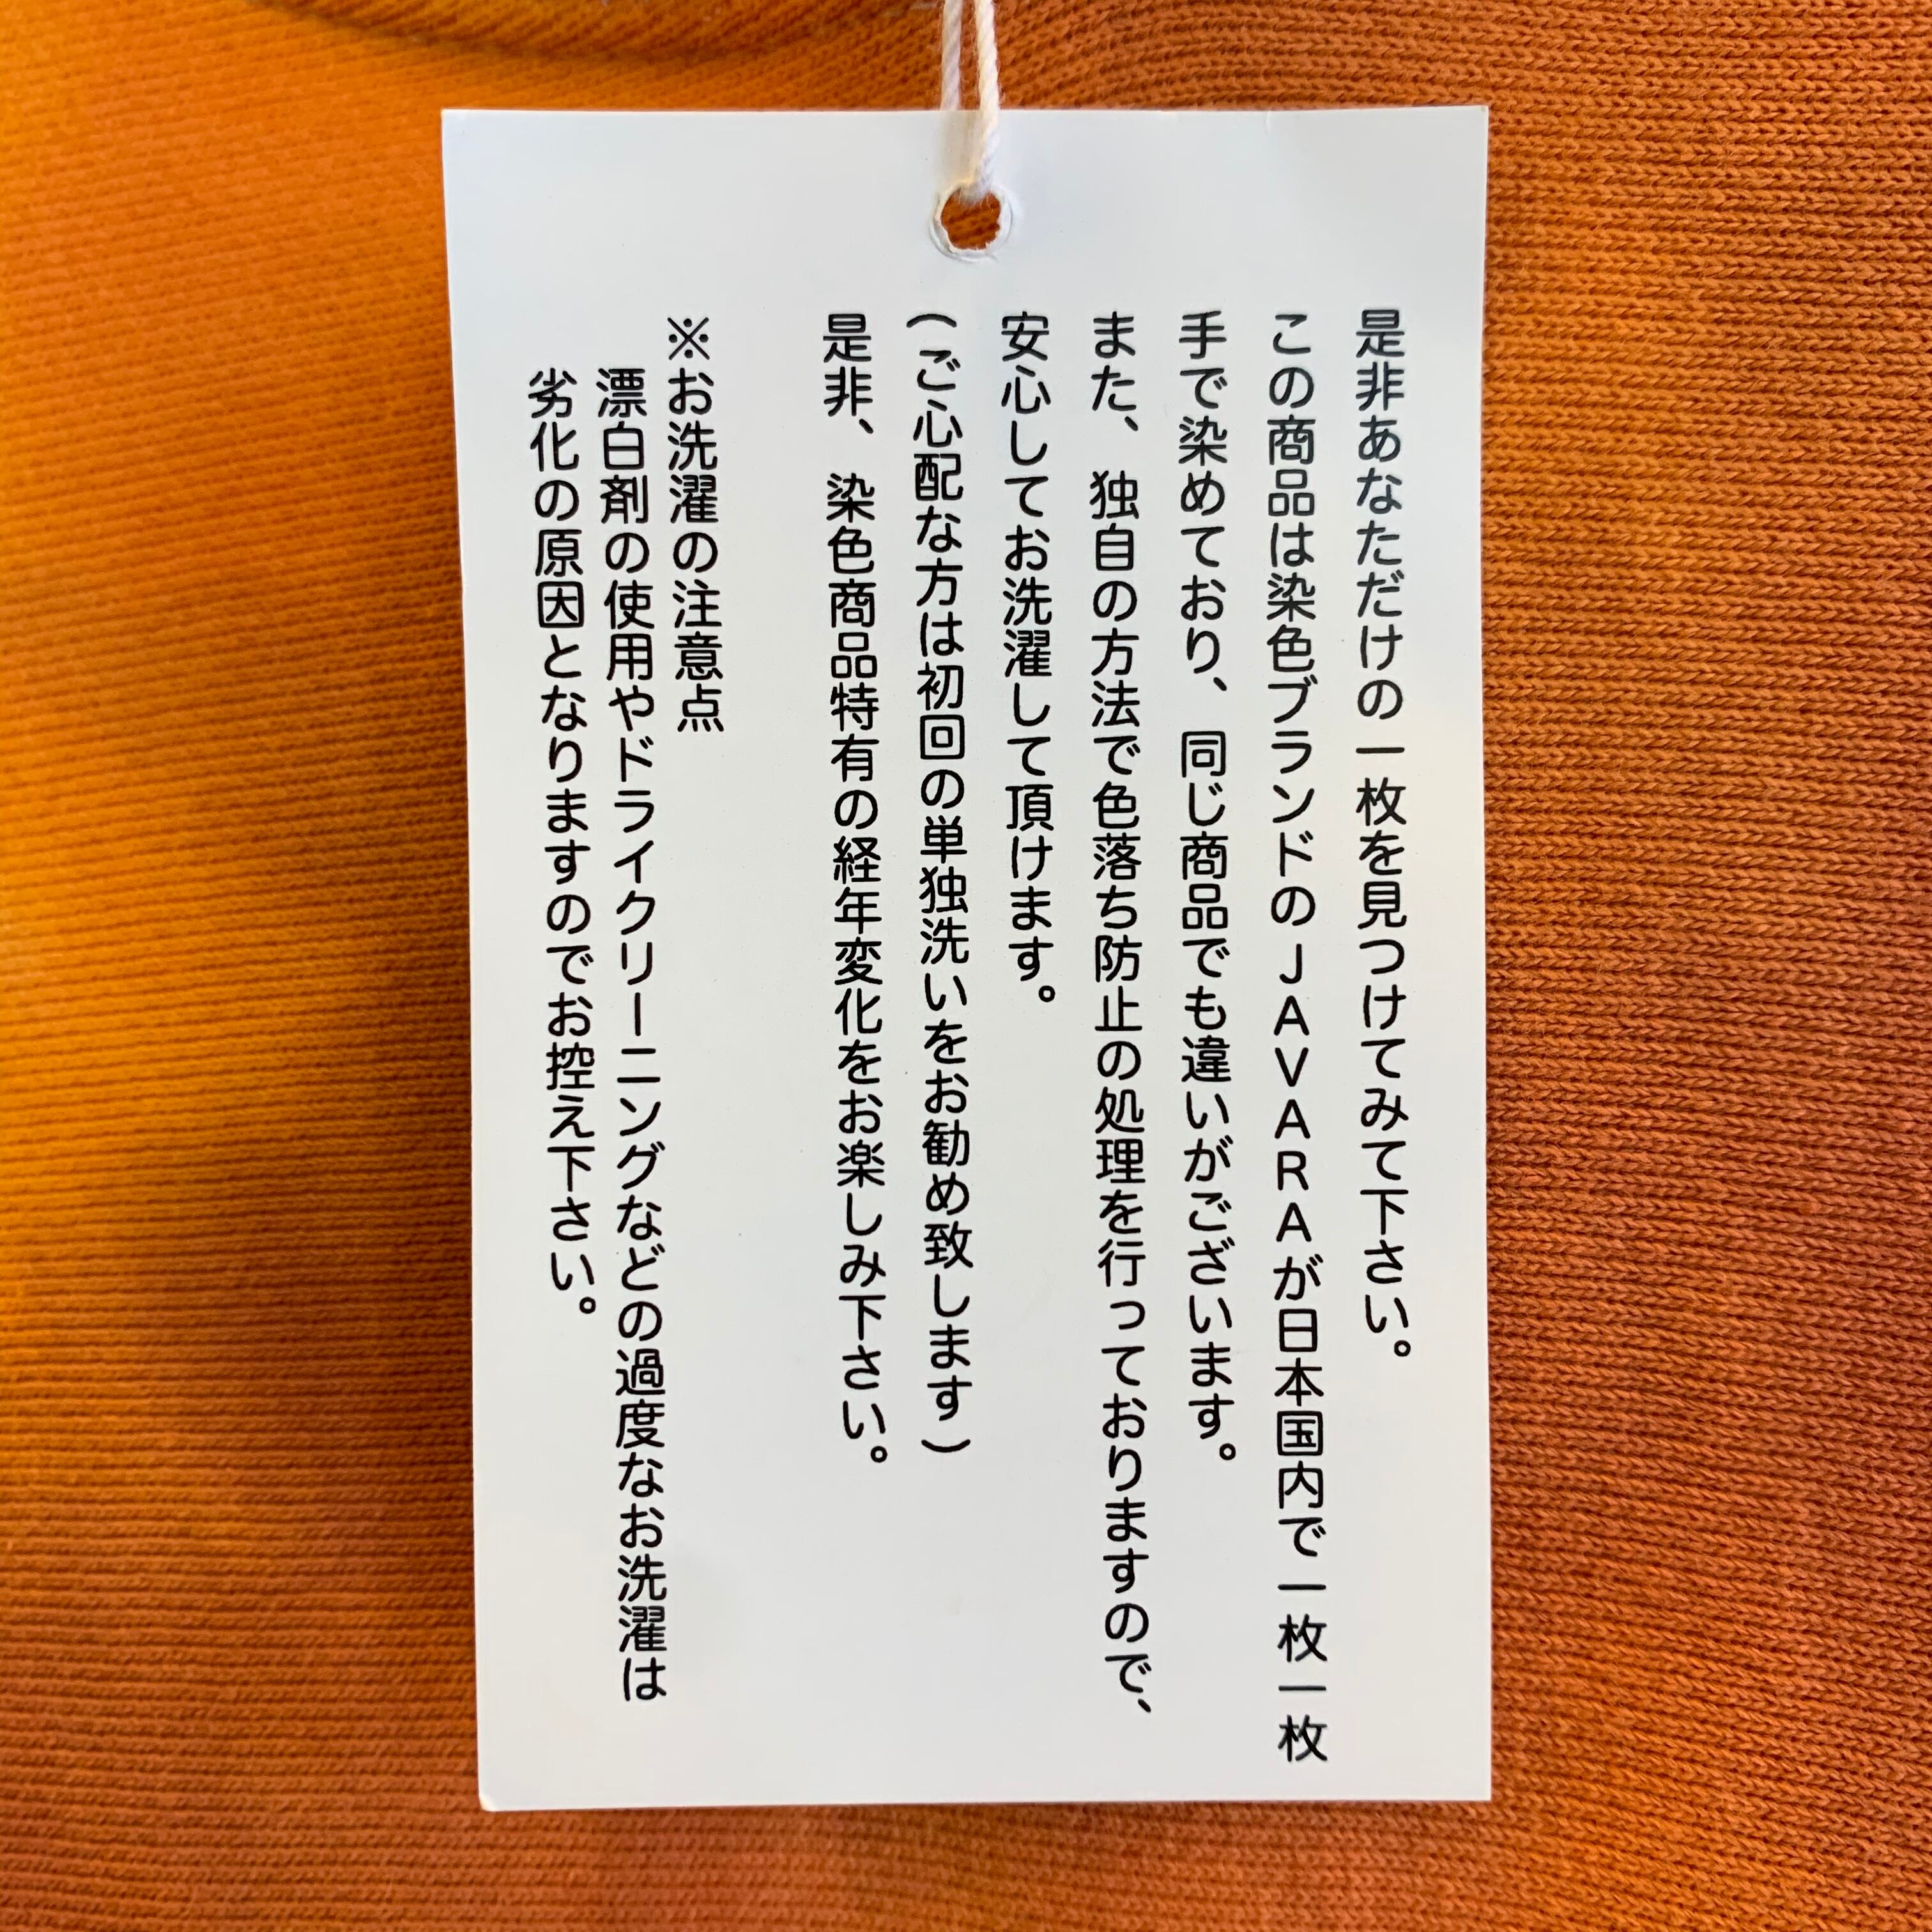 是非あなただけの一枚を見つけてみて下さい。
この商品は染色ブランドのJAVARAが日本国内で一枚一枚
手で染めており、同じ商品でも違いがございます。
また、独自の方法で色落ち防止の処理を行っておりますので、
安心してお洗濯して頂けます。
(ご心配な方は初回の単独洗いをお勧め致します)
是非、染色商品特有の経年変化をお楽しみ下さい。
※お洗濯の注意点
漂白剤の使用やドライクリーニングなどの過度なお洗濯は
劣化の原因となりますのでお控え下さい。